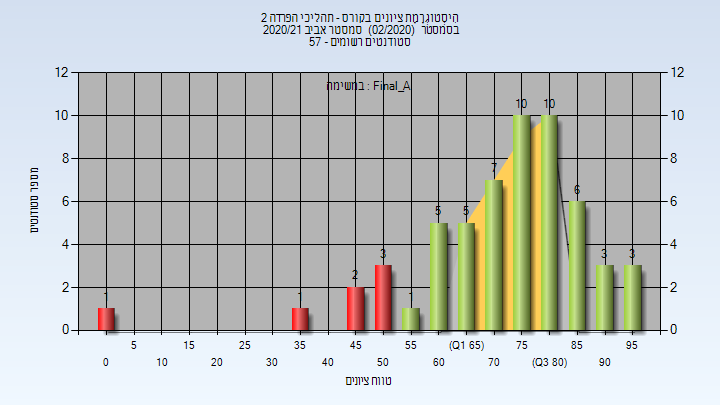 היסטוגרמת ציונים בקורס - תהליכי הפרדה 2
בסמסטר (02/2020) סמסטר אביב 2020/21
סטודנטים רשומים - 57
במשימה : Final_A
מספר סטודנטים
12 12
10 10
8 8
6 6
4 4
2 2
0 0
1 1 2 3 1 5 5 7 10 10 6 3 3
5 15 25 35 45 55 (Q1 65) 75 85 95
0 10 20 30 40 50 60 70 (Q3 80) 90
טווח ציונים